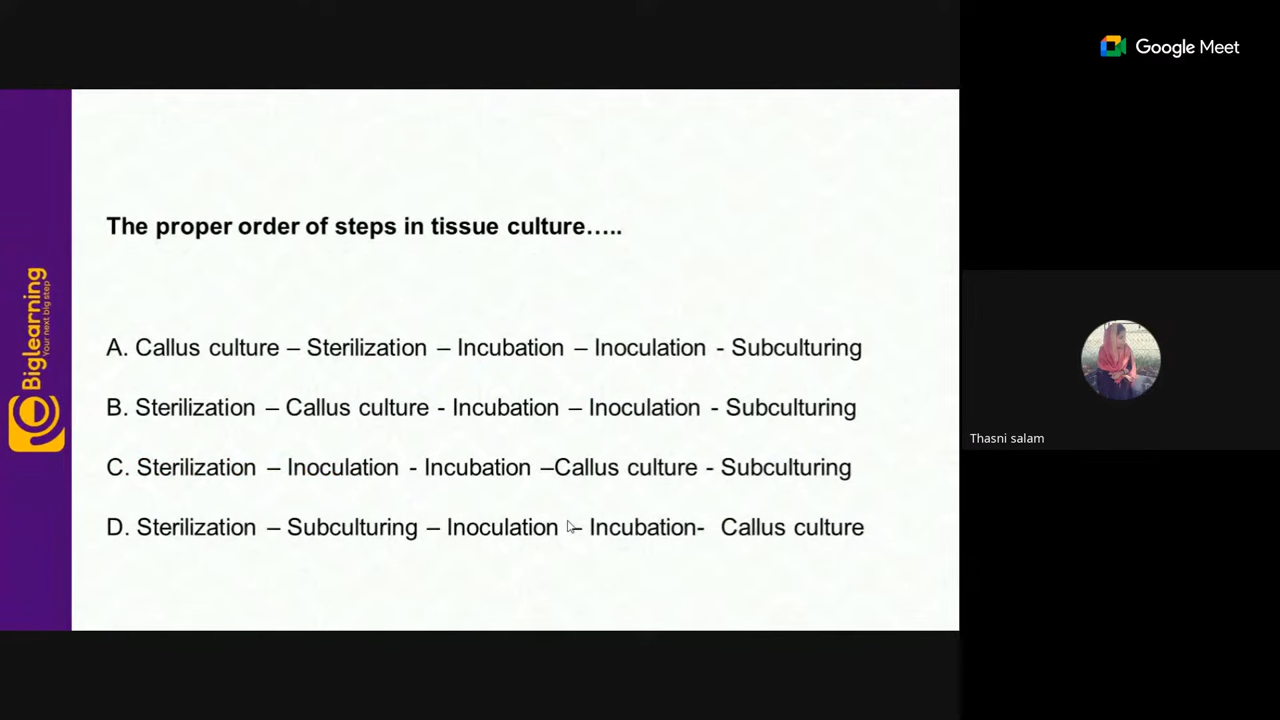 Google Meet
The proper order of steps in tissue culture…..
A. Callus culture – Sterilization – Incubation – Inoculation - Subculturing
B. Sterilization – Callus culture - Incubation – Inoculation - Subculturing
C. Sterilization – Inoculation - Incubation –Callus culture - Subculturing
D. Sterilization – Subculturing – Inoculation – Incubation- Callus culture
Biglearning
Your next big step
Thasni salam